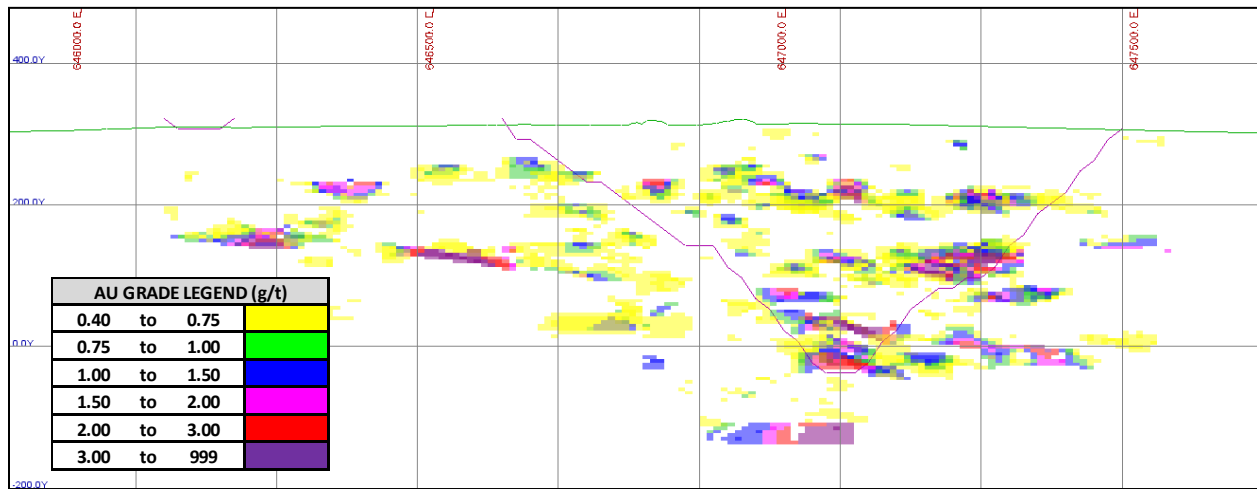 646000.0 E
646500.0 E
647000.0 E
647500.0 E
400.0Y
200.0Y
0.0Y
-200.0Y
AU GRADE LEGEND (g/t)
0.40 to 0.75
0.75 to 1.00
1.00 to 1.50
1.50 to 2.00
2.00 to 3.00
3.00 to 999